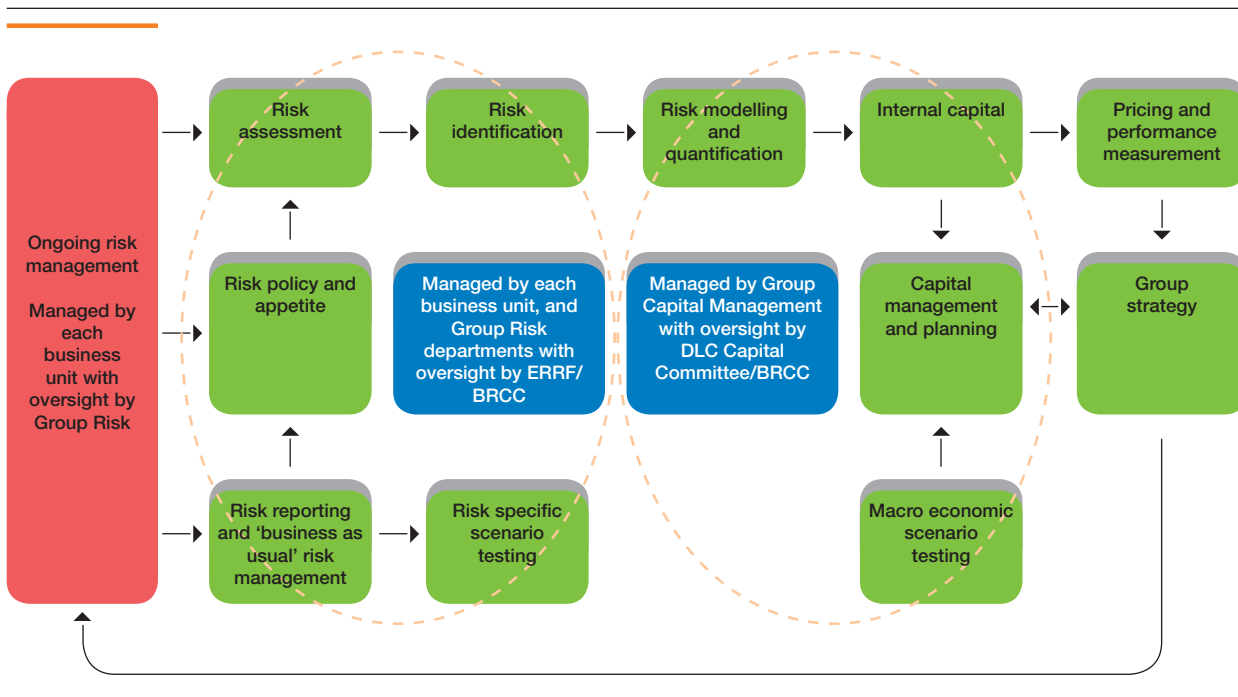 Ongoing risk
management
Managed by
each
business
unit with
oversight by
Group Risk
Risk
assessment
Risk
identification
Risk modelling
and
quantification
Internal capital
Pricing and
performance
measurement
Risk policy and
appetite
Managed by each
business unit, and
Group Risk
departments with
oversight by ERRF/
BRCC
Managed by Group
Capital Management
with oversight by
DLC Capital
Committee/BRCC
Capital
management
and planning
Group
strategy
Risk reporting
and ‘business as
usual’ risk
management
Risk specific
scenario
testing
Macro economic
scenario
testing